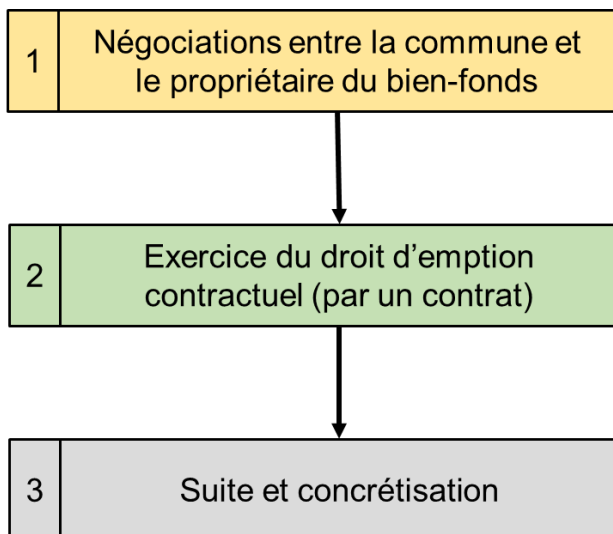 1
Négociations entre la commune et
le propriétaire du bien-fonds
2
Exercice du droit d’emption
contractuel (par un contrat)
3
Suite et concrétisation